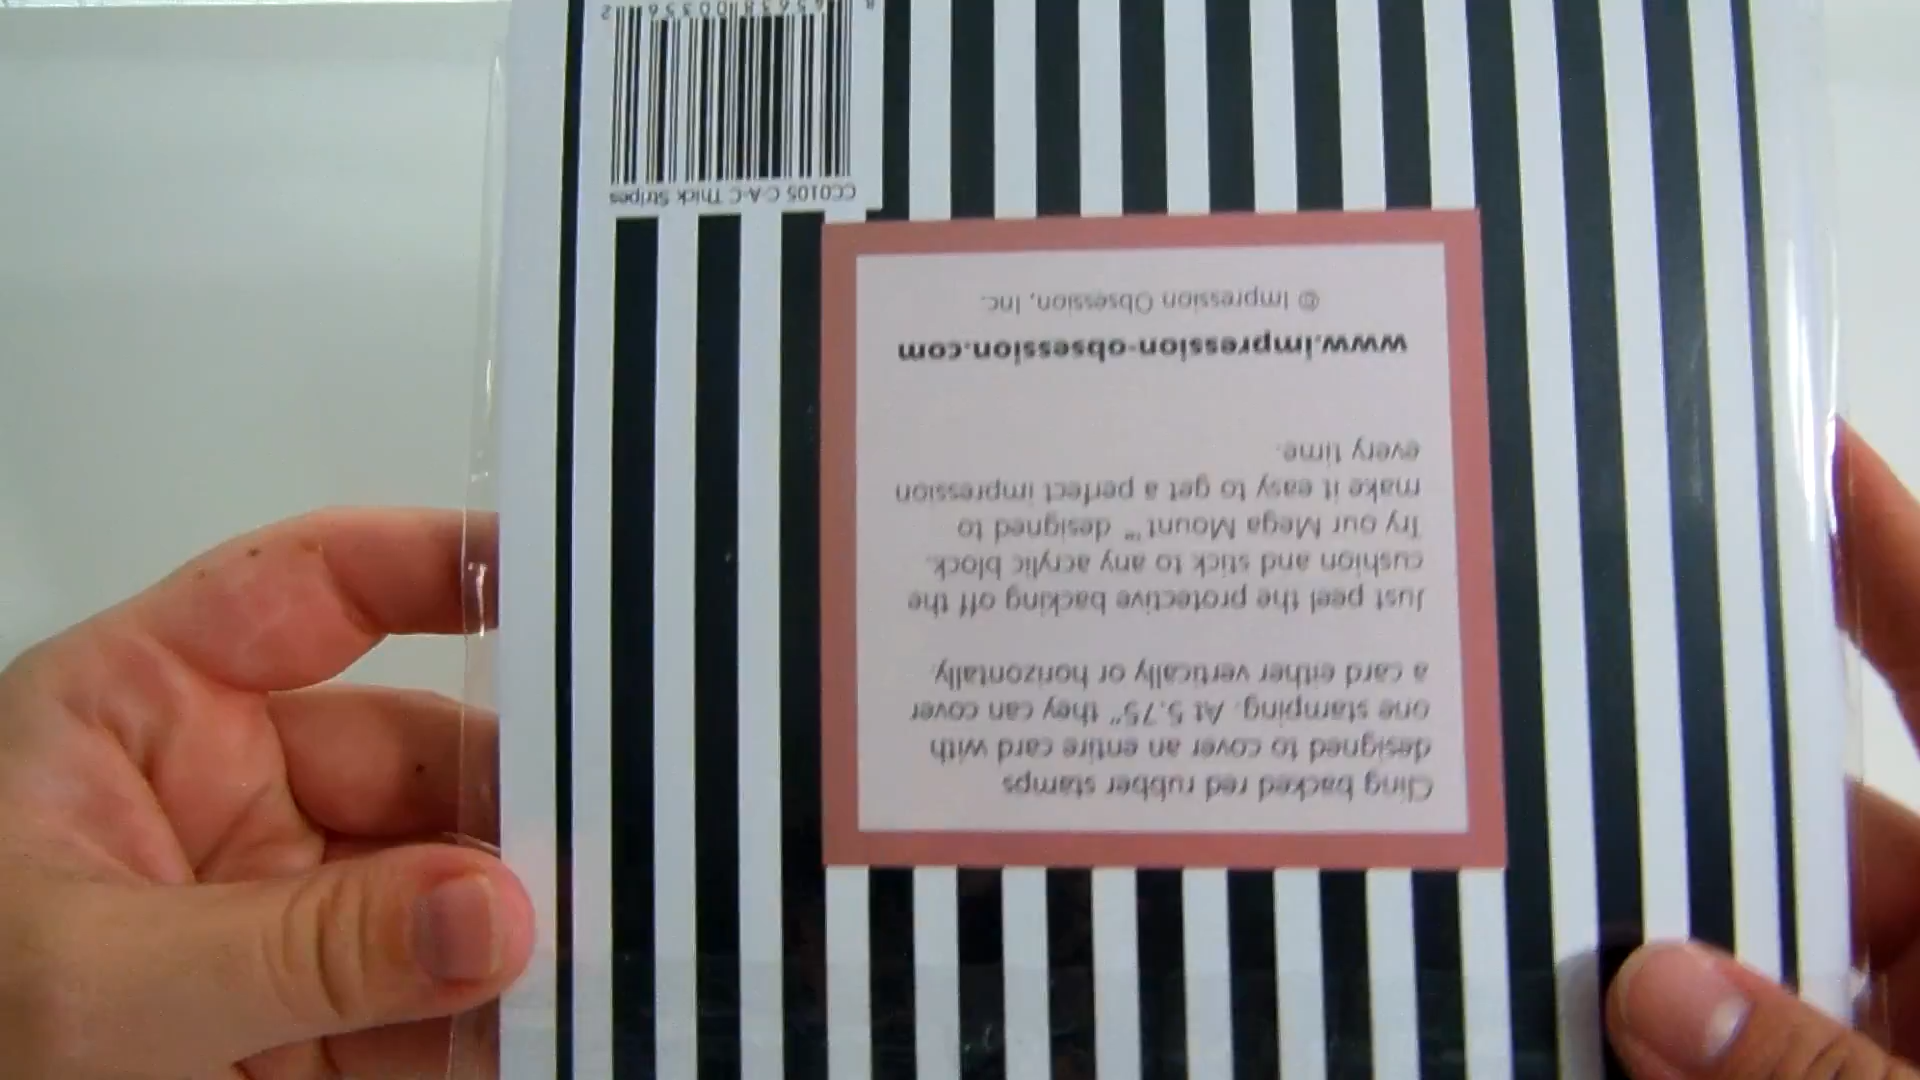 Cling backed red rubber stamps
designed to cover an entire card with
one stamping. At 5.75" they can cover
a card either vertically or horizontally.
Just peel the protective backing off the
cushion and stick to any acrylic block.
Try our Mega Mount™ designed to
make it easy to get a perfect impression
every time.
www.impression-obsession.com
© Impression Obsession, Inc.
CC0105 C-A-C Thick Stripes